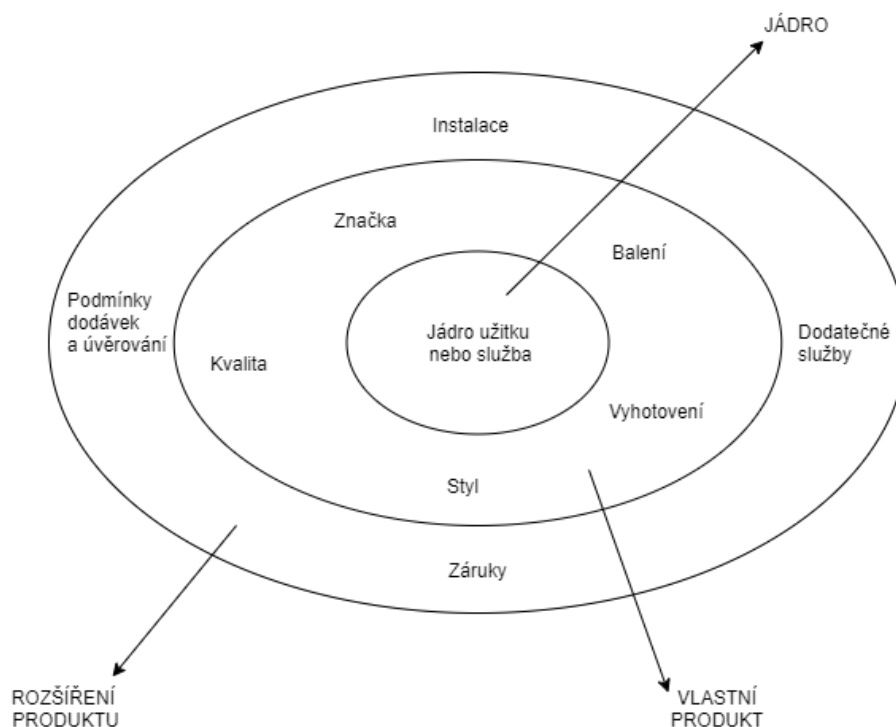 JÁDRO
Instalace
Značka
Balení
Podmínky
dodávek
a úvěrování
Jádro užitku
nebo služba
Dodatečné
služby
Kvalita
Vyhotovení
Styl
Záruky
ROZŠÍŘENÍ
PRODUKTU
VLASTNÍ
PRODUKT